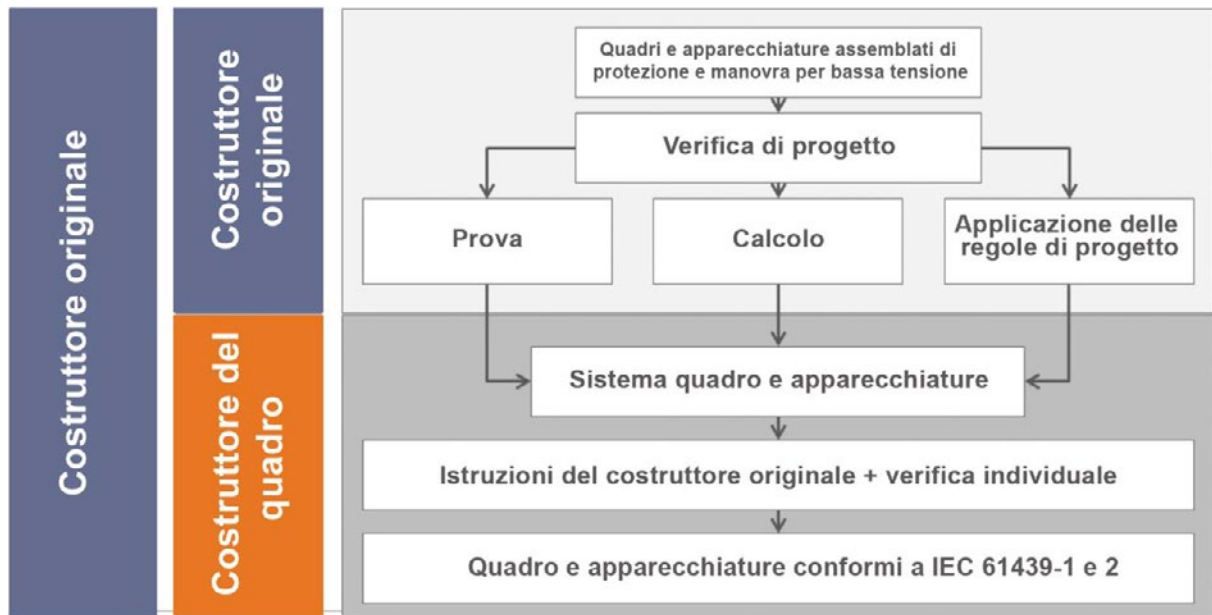 Costruttore originale
Costruttore
originale
Costruttore del
quadro
Quadri e apparecchiature assemblati di
protezione e manovra per bassa tensione
Verifica di progetto
Prova
Calcolo
Applicazione delle
regole di progetto
Sistema quadro e apparecchiature
Istruzioni del costruttore originale + verifica individuale
Quadro e apparecchiature conformi a IEC 61439-1 e 2